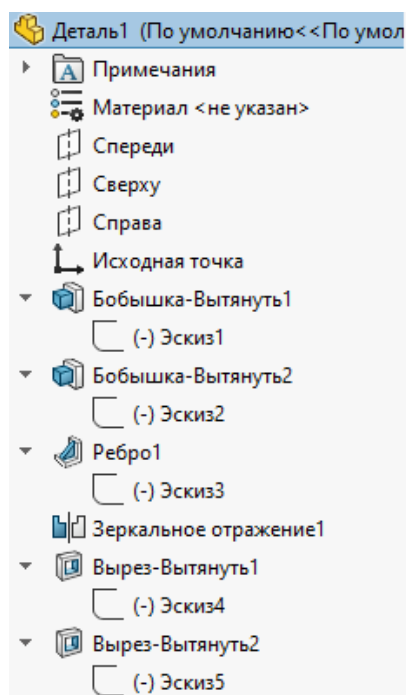 Деталь1 (По умолчанию<<По умол
Примечания
Материал <не указан>
Спереди
Сверху
Справа
Исходная точка
Бобышка-Вытянуть1
(-) Эскиз1
Бобышка-Вытянуть2
(-) Эскиз2
Ребро1
(-) Эскиз3
Зеркальное отражение1
Вырез-Вытянуть1
(-) Эскиз4
Вырез-Вытянуть2
(-) Эскиз5